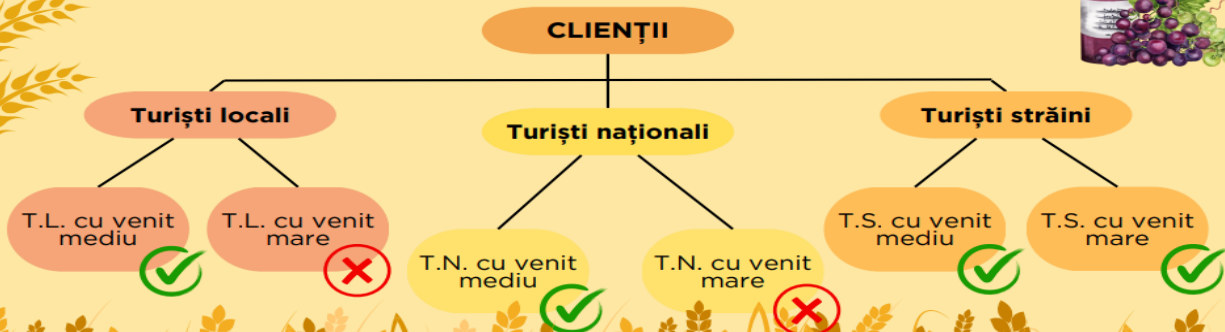 CLIENȚII
Turiști locali
Turiști naționali
Turiști străini
T.L. cu venit
mediu
T.L. cu venit
mare
T.N. cu venit
mediu
T.N. cu venit
mare
T.S. cu venit
mediu
T.S. cu venit
mare